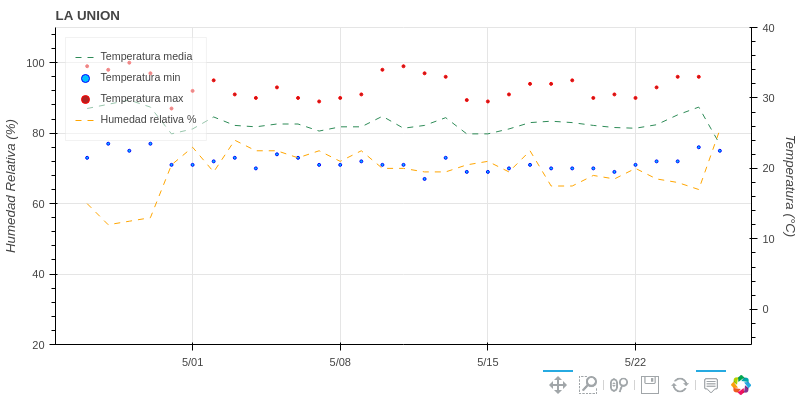 LA UNION
Temperatura media
Temperatura min
Temperatura max
Humedad relativa %
Humedad Relativa (%)
100
80
60
40
20
Temperatura (°C)
40
30
20
10
0
5/01
5/08
5/15
5/22